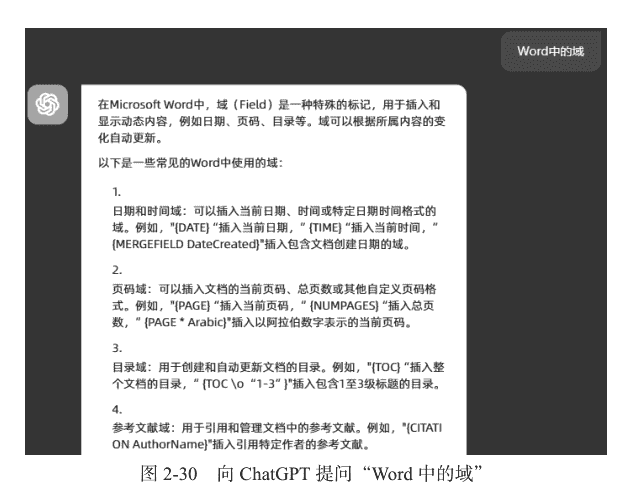 Word中的域
在Microsoft Word中，域（Field）是一种特殊的标记，用于插入和
显示动态内容，例如日期、页码、目录等。域可以根据所属内容的变
化自动更新。
以下是一些常见的Word中使用的域：
1.
日期和时间域：可以插入当前日期、时间或特定日期时间格式的
域。例如，"{DATE} “插入当前日期，” {TIME} “插入当前时间，“
{MERGEFIELD DateCreated}"插入包含文档创建日期的域。
2.
页码域：可以插入文档的当前页码、总页数或其他自定义页码格
式。例如，"{PAGE} “插入当前页码，” {NUMPAGES} “插入总页
数，” {PAGE * Arabic}"插入以阿拉伯数字表示的当前页码。
3.
目录域：用于创建和自动更新文档的目录。例如，"{TOC} “插入整
个文档的目录，” {TOC \o “1-3” }"插入包含1至3级标题的目录。
4.
参考文献域：用于引用和管理文档中的参考文献。例如，"{CITATI
ON AuthorName}"插入引用特定作者的参考文献。
图 2-30 向 ChatGPT 提问“Word 中的域”